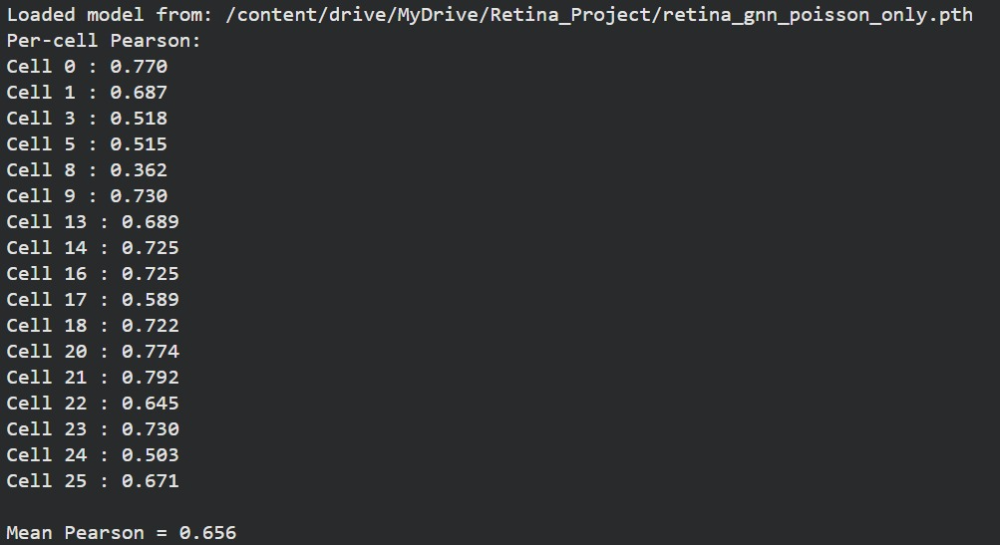 Loaded model from: /content/drive/MyDrive/Retina_Project/retina_gnn_poisson_only.pth
Per-cell Pearson:
Cell 0 : 0.770
Cell 1 : 0.687
Cell 3 : 0.518
Cell 5 : 0.515
Cell 8 : 0.362
Cell 9 : 0.730
Cell 13 : 0.689
Cell 14 : 0.725
Cell 16 : 0.725
Cell 17 : 0.589
Cell 18 : 0.722
Cell 20 : 0.774
Cell 21 : 0.792
Cell 22 : 0.645
Cell 23 : 0.730
Cell 24 : 0.503
Cell 25 : 0.671
Mean Pearson = 0.656